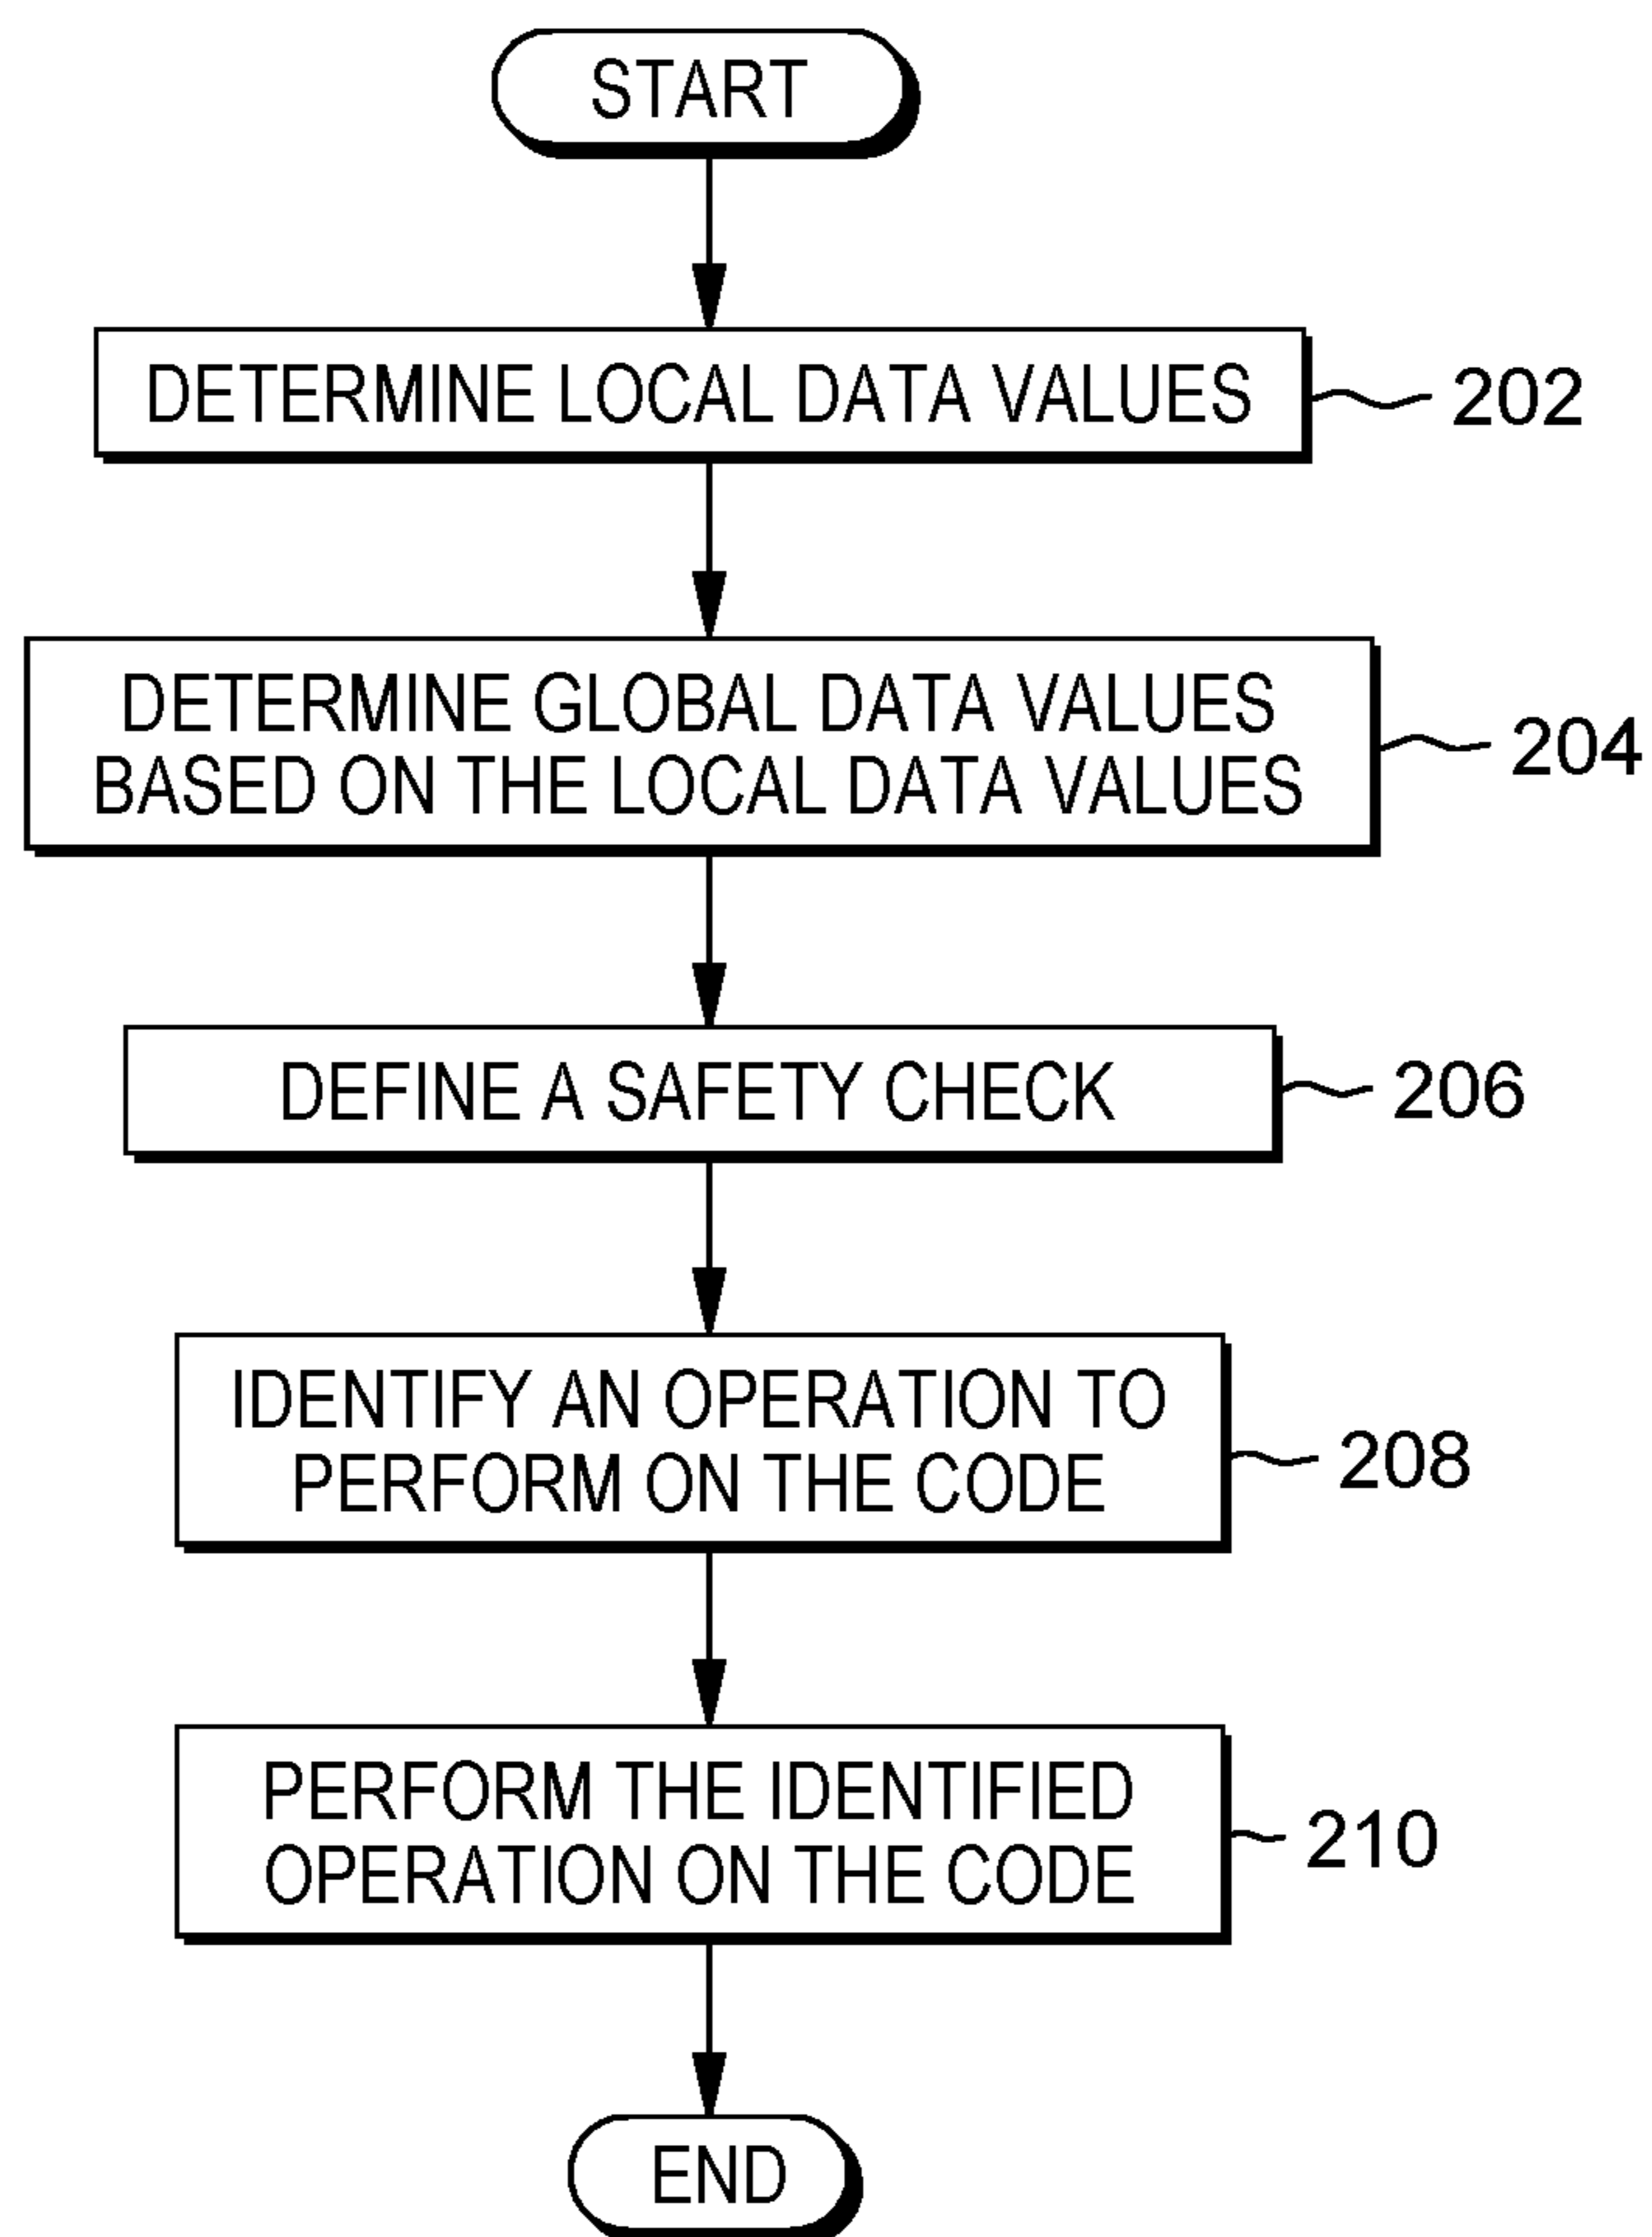 START
DETERMINE LOCAL DATA VALUES
202
DETERMINE GLOBAL DATA VALUES
BASED ON THE LOCAL DATA VALUES
204
DEFINE A SAFETY CHECK
206
IDENTIFY AN OPERATION TO
PERFORM ON THE CODE
208
PERFORM THE IDENTIFIED
OPERATION ON THE CODE
210
END